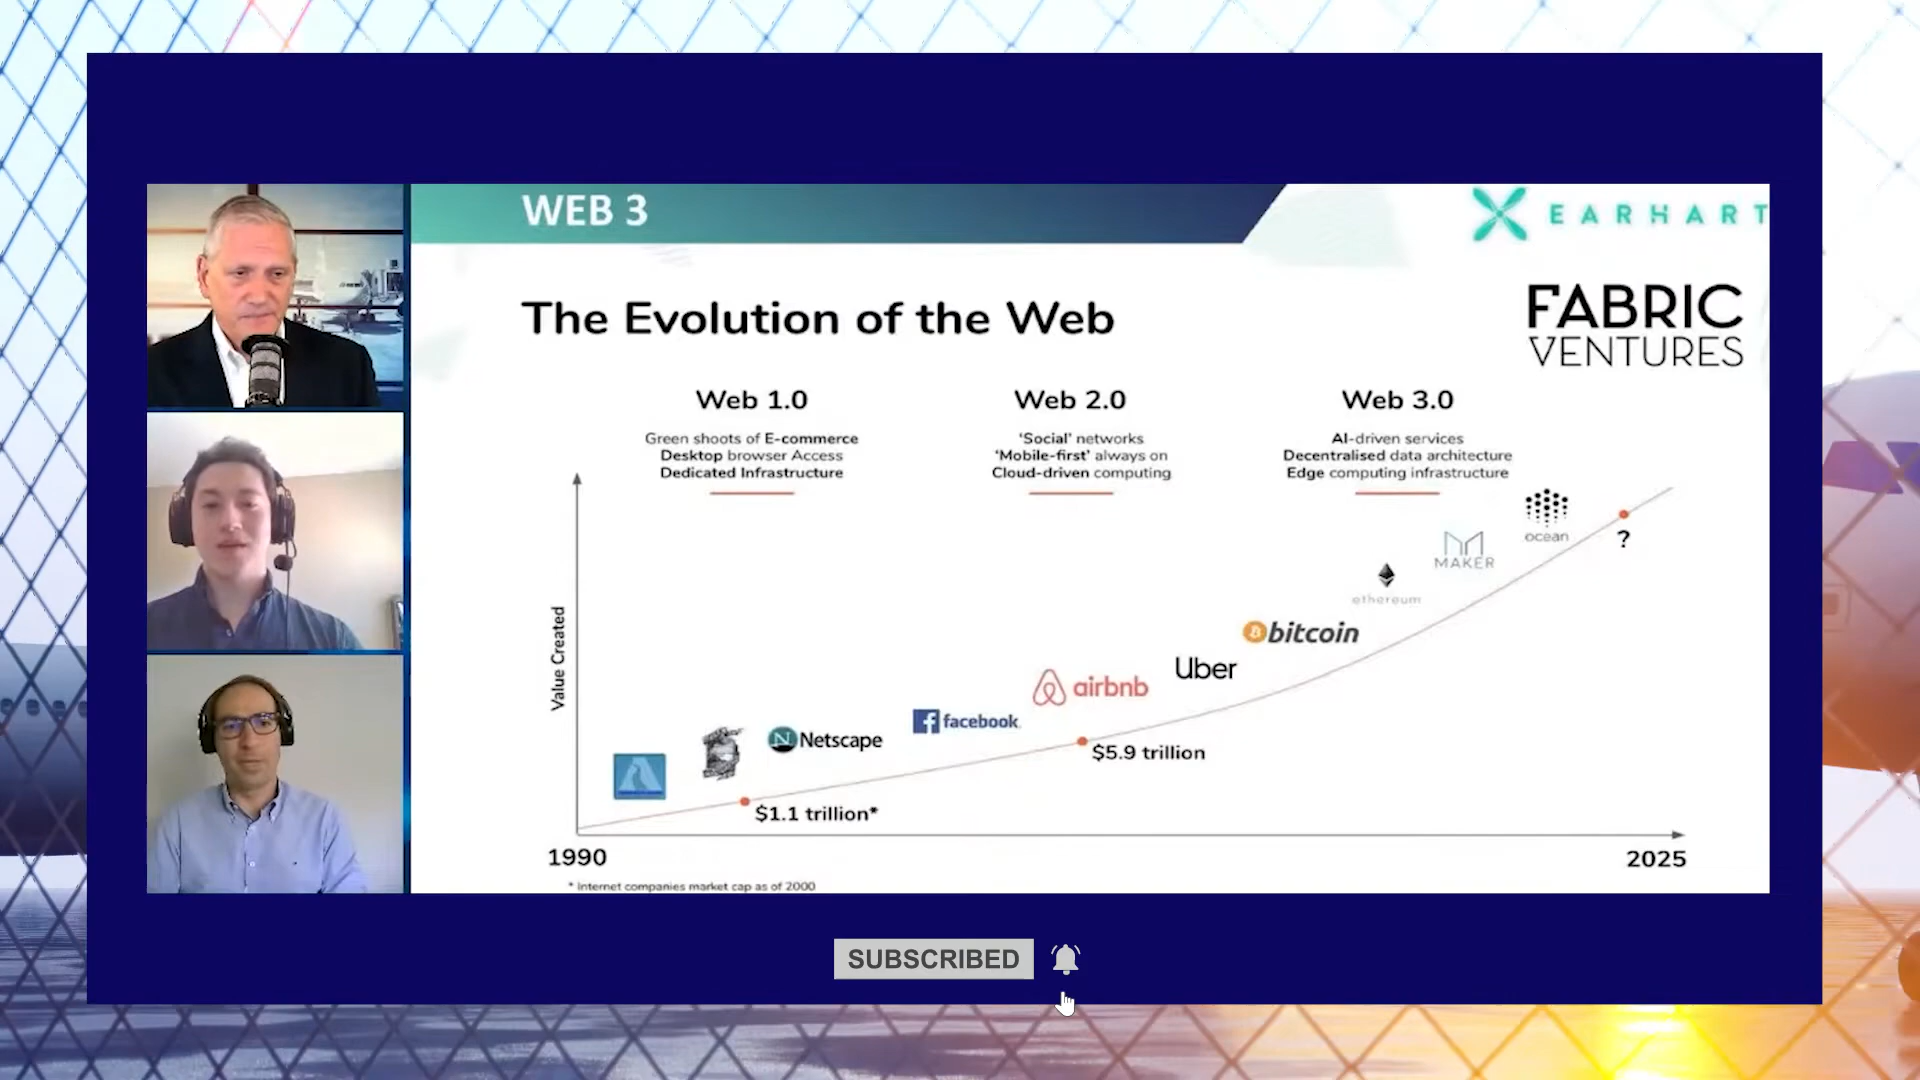 WEB 3
EARHART
The Evolution of the Web
FABRIC
VENTURES
Web 1.0
Green shoots of E-commerce
Desktop browser Access
Dedicated Infrastructure
Web 2.0
‘Social’ networks
‘Mobile-first’ always on
Cloud-driven computing
Web 3.0
AI-driven services
Decentralised data architecture
Edge computing infrastructure
ocean
?
MAKER
ethereum
bitcoin
Uber
airbnb
facebook.
Netscape
Value Created
$5.9 trillion
$1.1 trillion*
1990
2025
* Internet companies market cap as of 2000
SUBSCRIBED